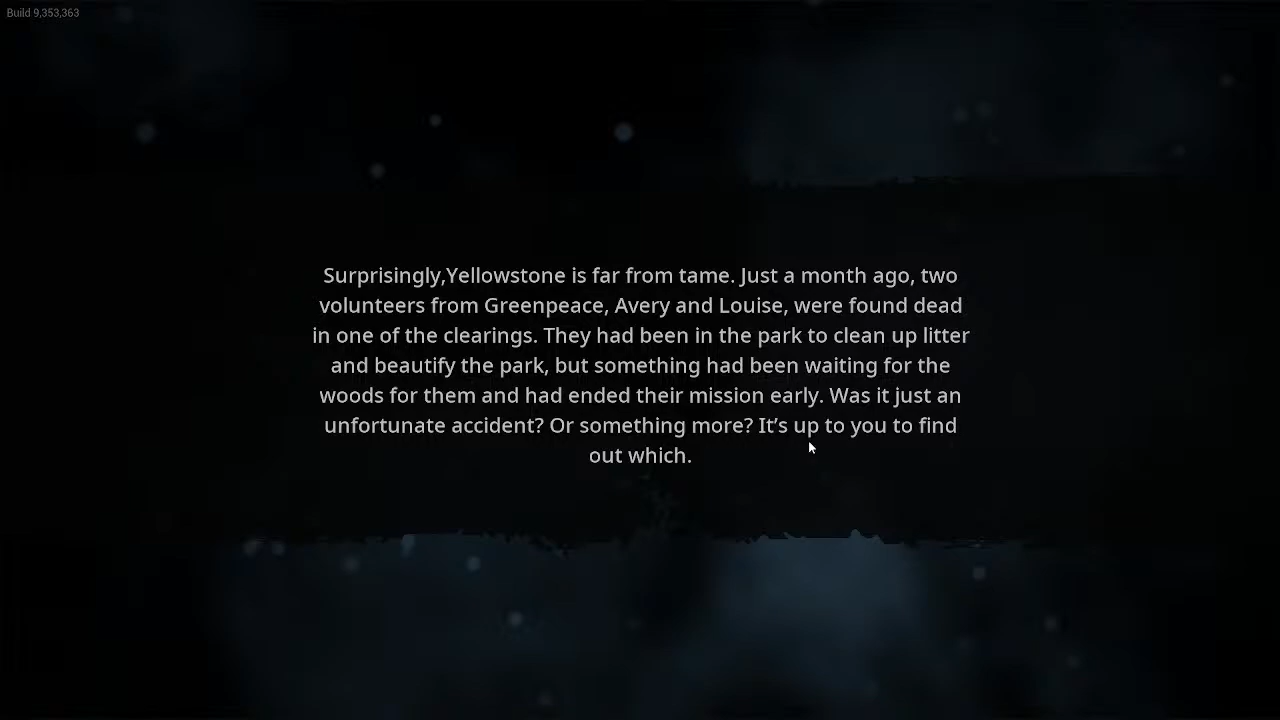 Build 9,353,363
Surprisingly,Yellowstone is far from tame. Just a month ago, two
volunteers from Greenpeace, Avery and Louise, were found dead
in one of the clearings. They had been in the park to clean up litter
and beautify the park, but something had been waiting for the
woods for them and had ended their mission early. Was it just an
unfortunate accident? Or something more? It’s up to you to find
out which.